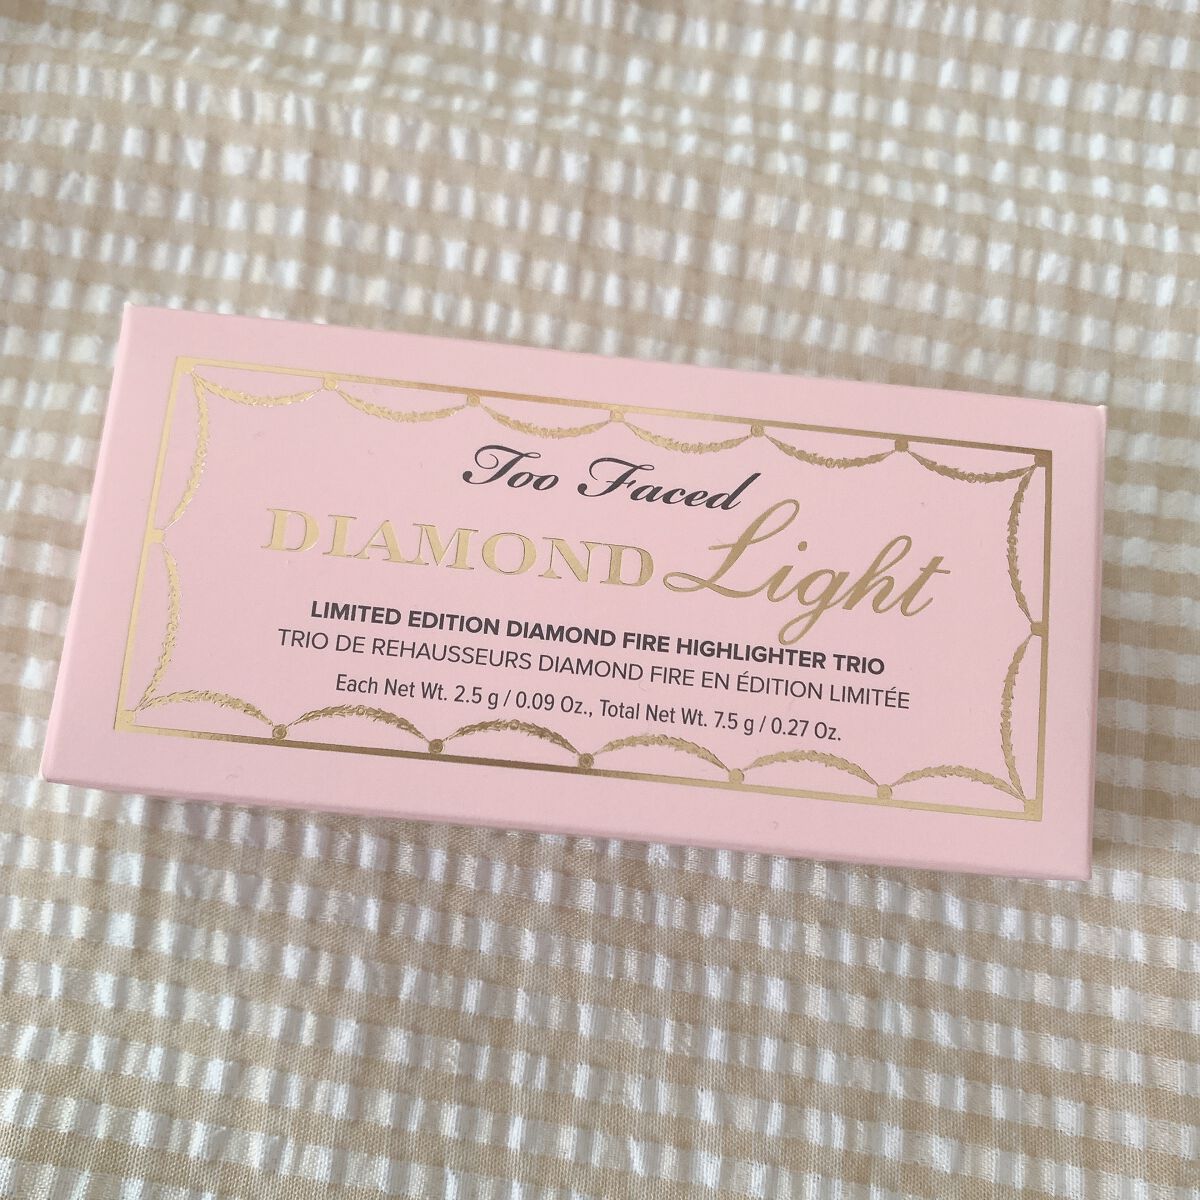 Too Faced
DIAMOND Light
LIMITED EDITION DIAMOND FIRE HIGHLIGHTER TRIO
TRIO DE REHAUSSEURS DIAMOND FIRE EN ÉDITION LIMITÉE
Each Net Wt. 2.5 g / 0.09 Oz., Total Net Wt. 7.5 g / 0.27 Oz.